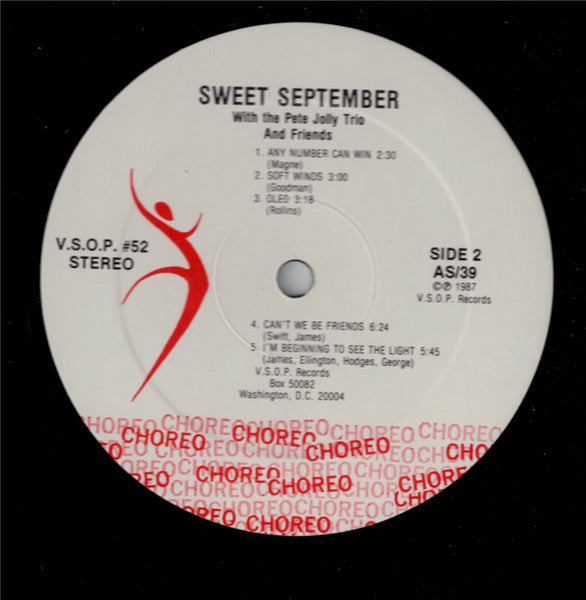 SWEET SEPTEMBER
With the Pete Jolly Trio
And Friends
1. ANY NUMBER CAN WIN 2:30
(Magne)
2. SOFT WINDS 3:00
(Goodman)
3. OLEO 3:18
(Rollins)
V.S.O.P. #52
STEREO
SIDE 2
AS/39
©℗ 1987
V.S.O.P. Records
4. CAN'T WE BE FRIENDS 6:24
(Swift, James)
5. I'M BEGINNING TO SEE THE LIGHT 5:45
(James, Ellington, Hodges, George)
V.S.O.P. Records
Box 50082
Washington, D.C. 20004
CHOREO CHOREO CHOREO CHOREO
CHOREO CHOREO CHOREO
CHOREO CHOREO CHOREO
CHOREO